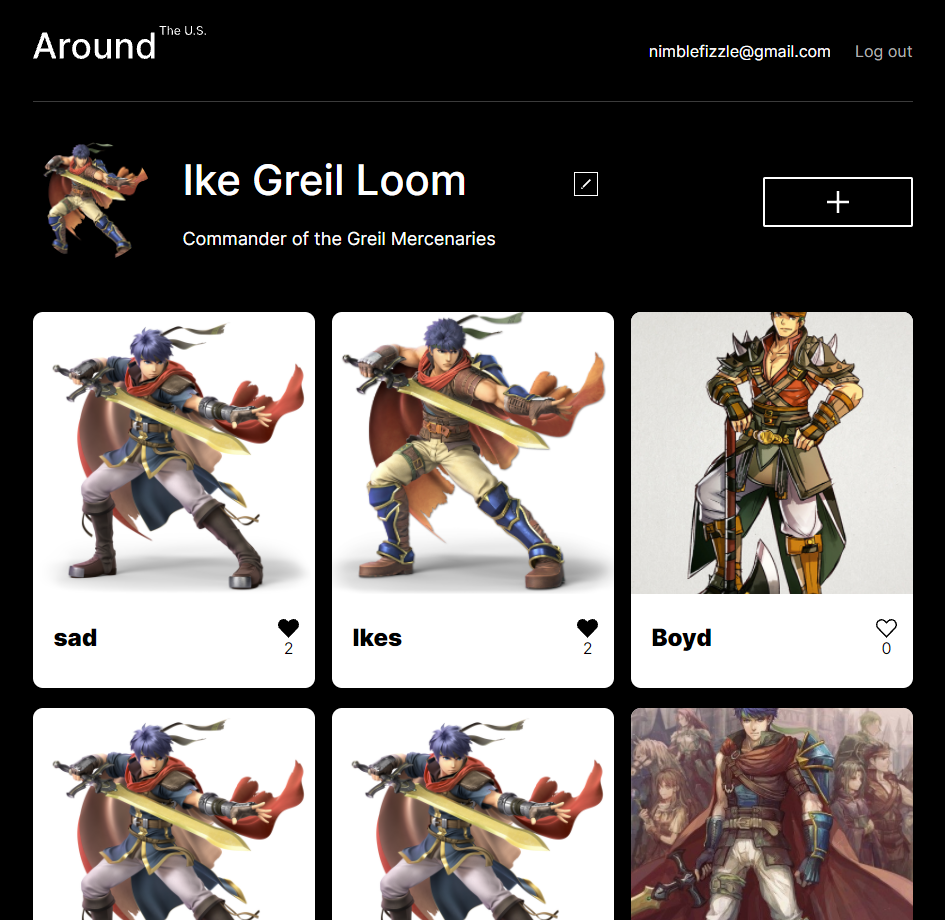 Around The U.S.
nimblefizzle@gmail.com Log out
Ike Greil Loom
Commander of the Greil Mercenaries
sad
2
Ikes
2
Boyd
0